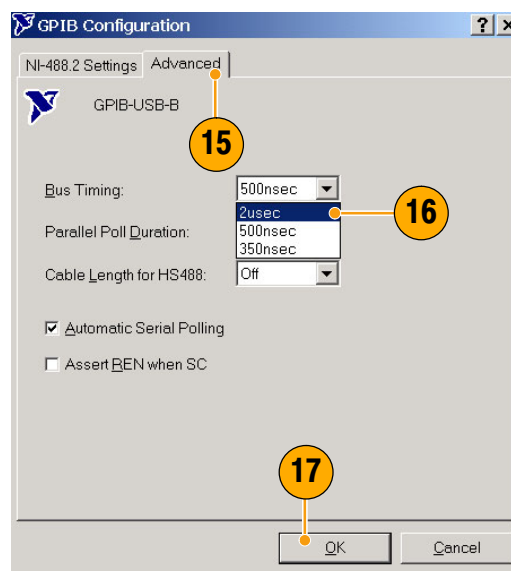 GPIB Configuration
NI-488.2 Settings Advanced
GPIB-USB-B
15
Bus Timing: 500nsec
2usec
16
Parallel Poll Duration: 500nsec
350nsec
Cable Length for HS488: Off
Automatic Serial Polling
Assert REN when SC
17
OK Cancel